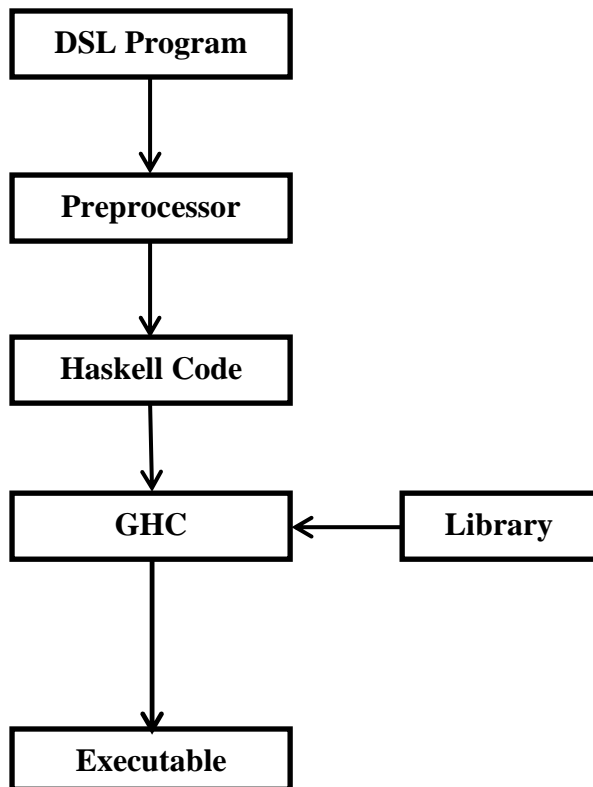 DSL Program
Preprocessor
Haskell Code
GHC
Library
Executable